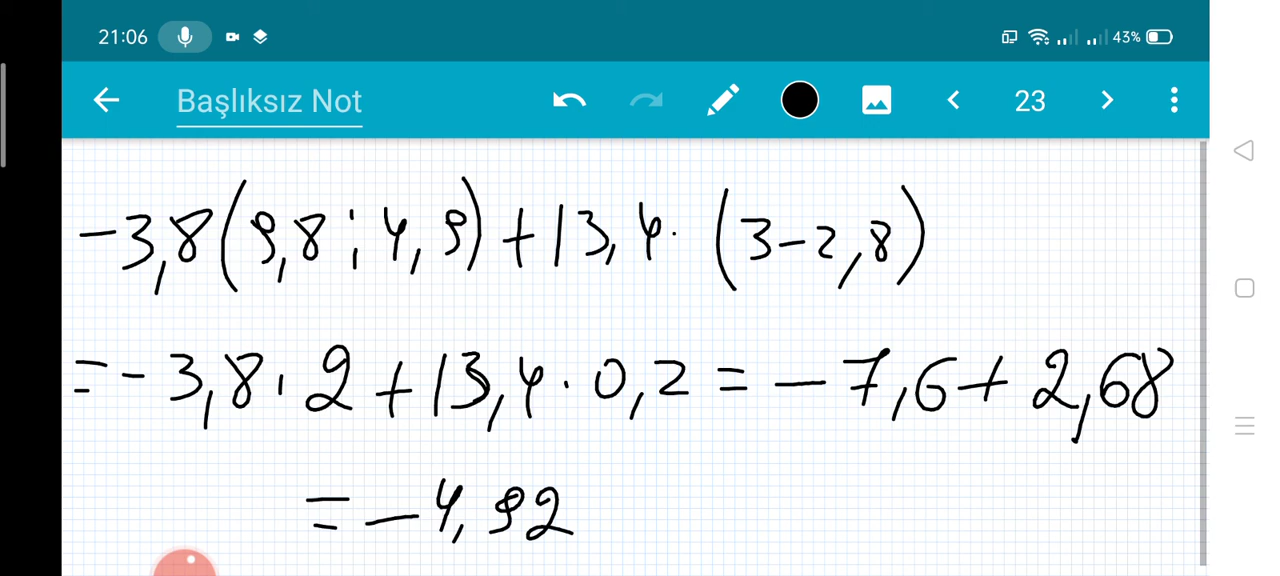 21:06 43%
Başlıksız Not 23
-3,8(9,8:4,9)+13,4·(3-2,8)
=-3,8·2+13,4·0,2=-7,6+2,68
=-4,92